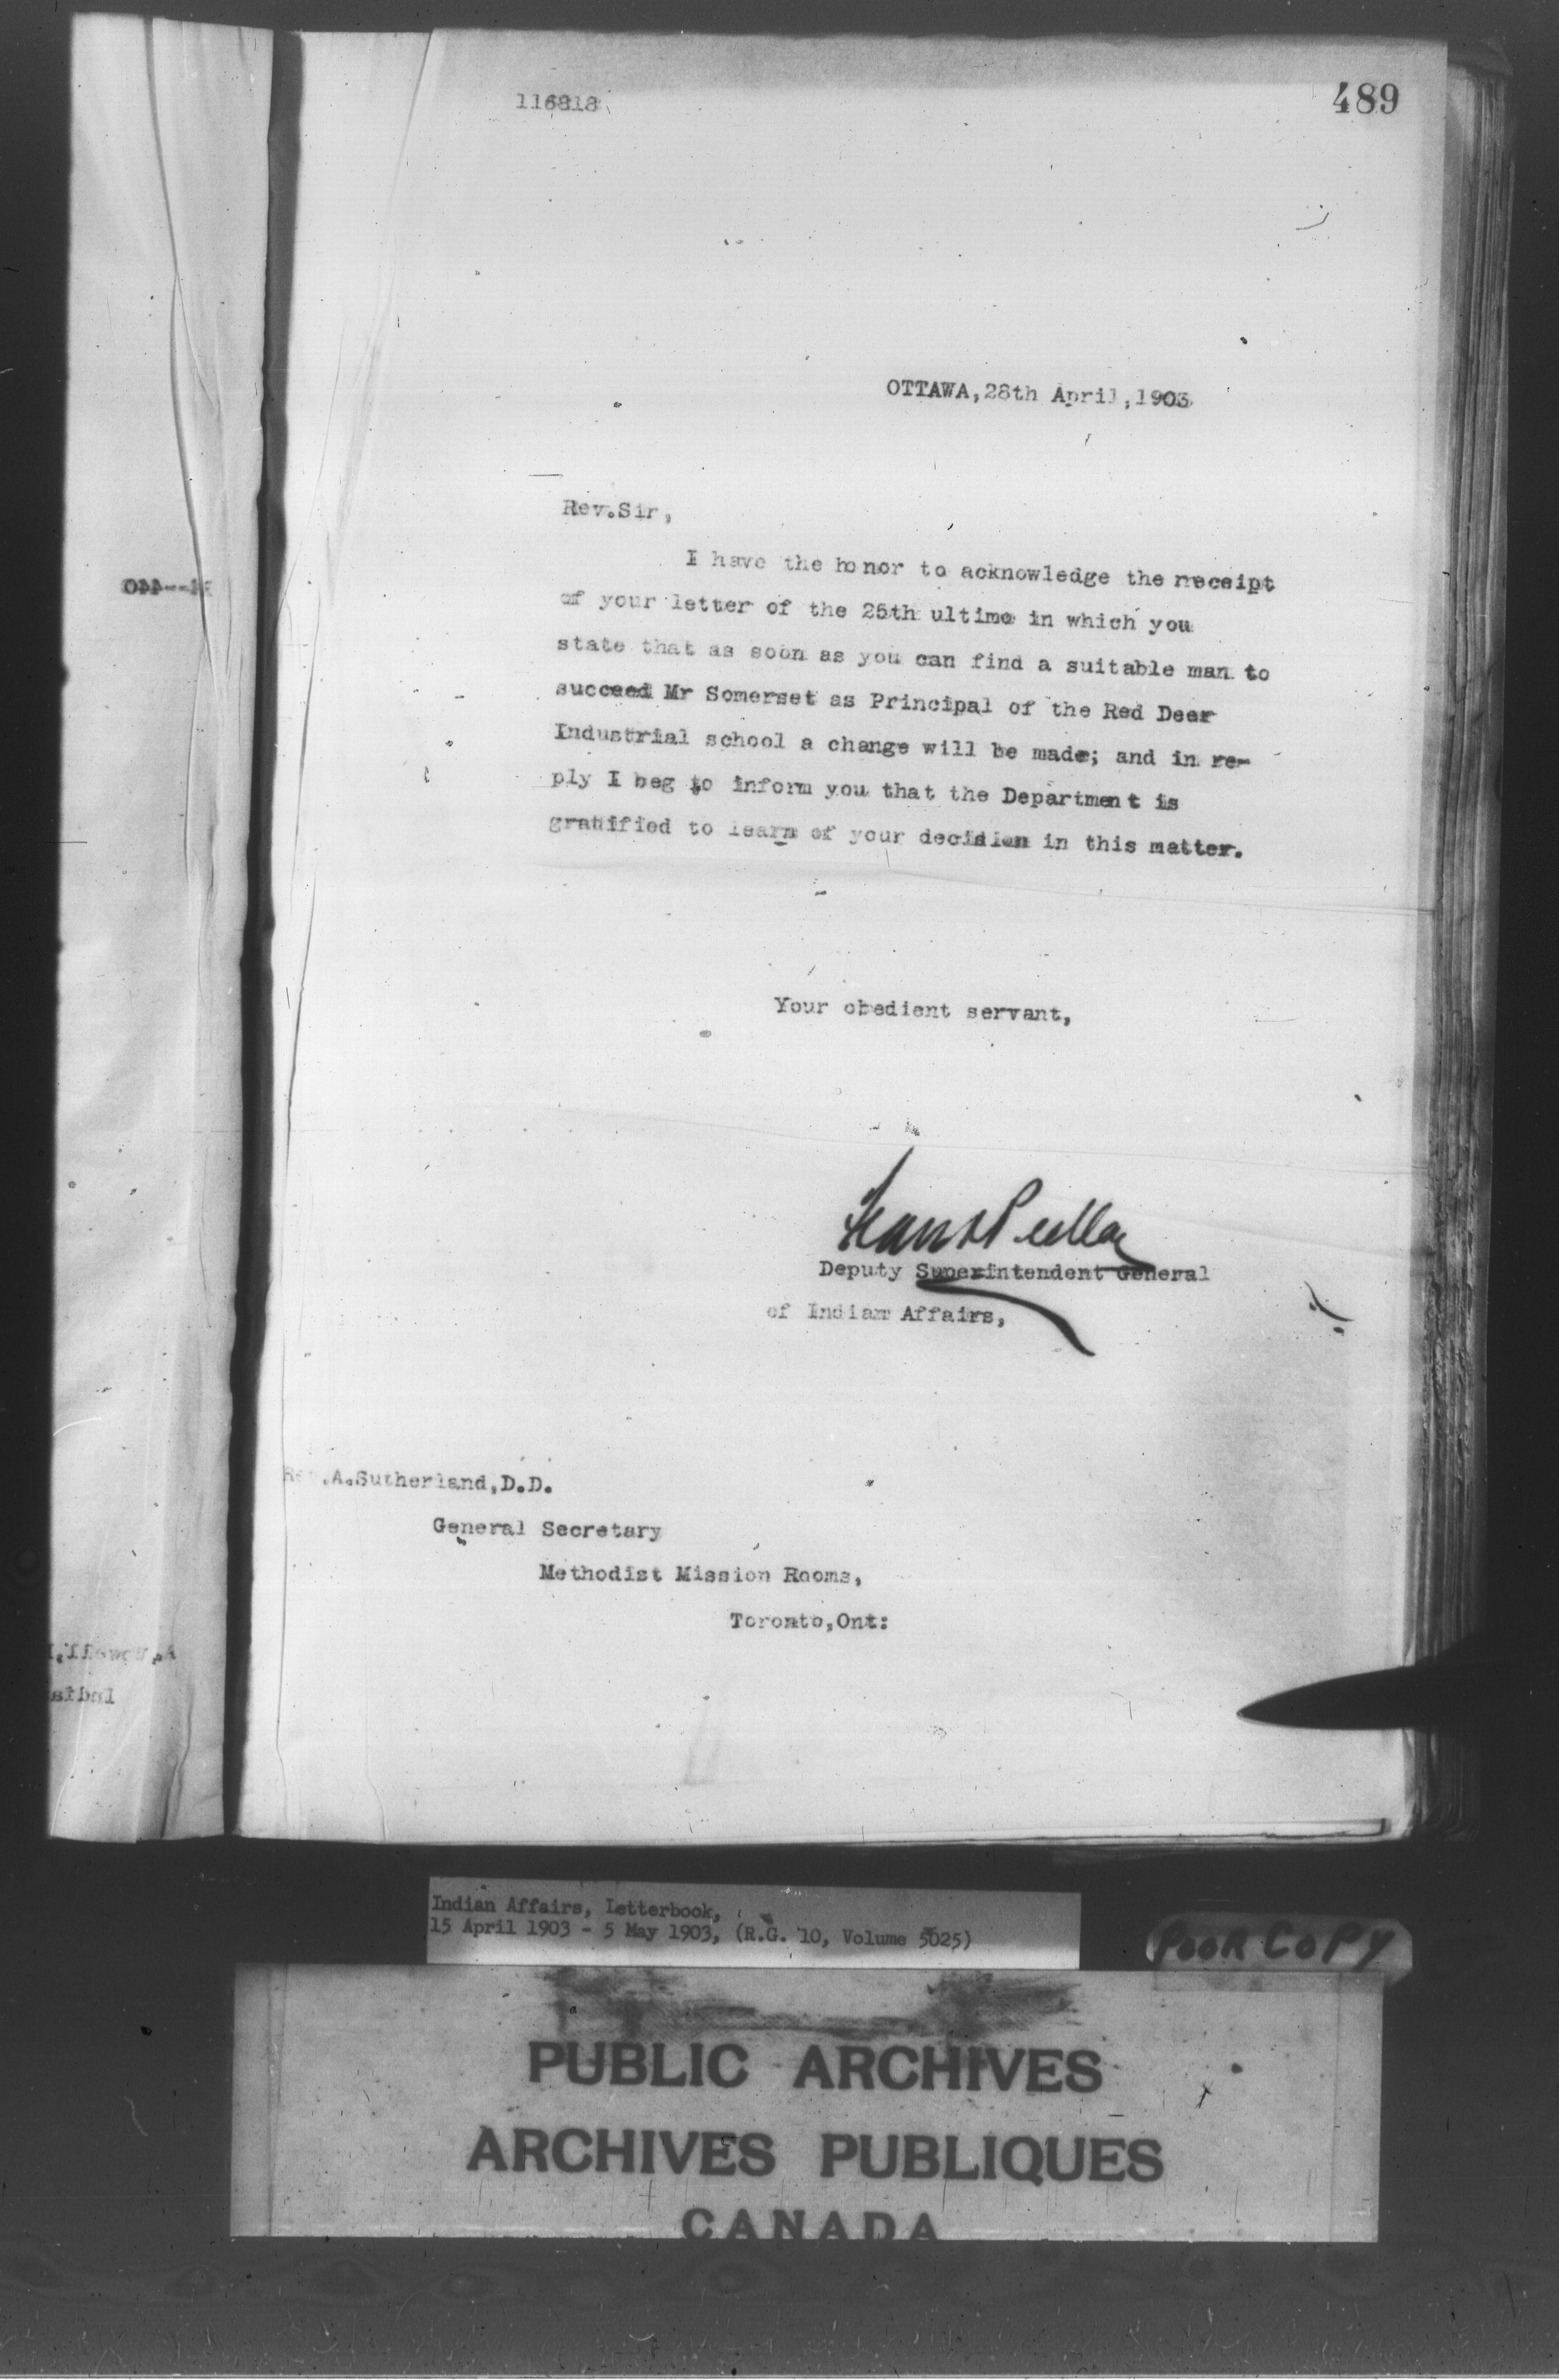 116818
489
OTTAWA, 28th April, 1903
Rev. Sir,
I have the honor to acknowledge the receipt
of your letter of the 25th ultimo in which you
state that as soon as you can find a suitable man to
succeed Mr Somerset as Principal of the Red Deer
Industrial school a change will be made; and in re-
ply I beg to inform you that the Department is
gratified to learn of your decision in this matter.
Your obedient servant,
Frank Pedley
Deputy Superintendent General
of Indian Affairs,
Rev. A. Sutherland, D.D.
General Secretary
Methodist Mission Rooms,
Toronto, Ont:
Indian Affairs, Letterbook,
15 April 1903 - 5 May 1903, (R.G. 10, Volume 5025)
POOR COPY
PUBLIC ARCHIVES
ARCHIVES PUBLIQUES
CANADA